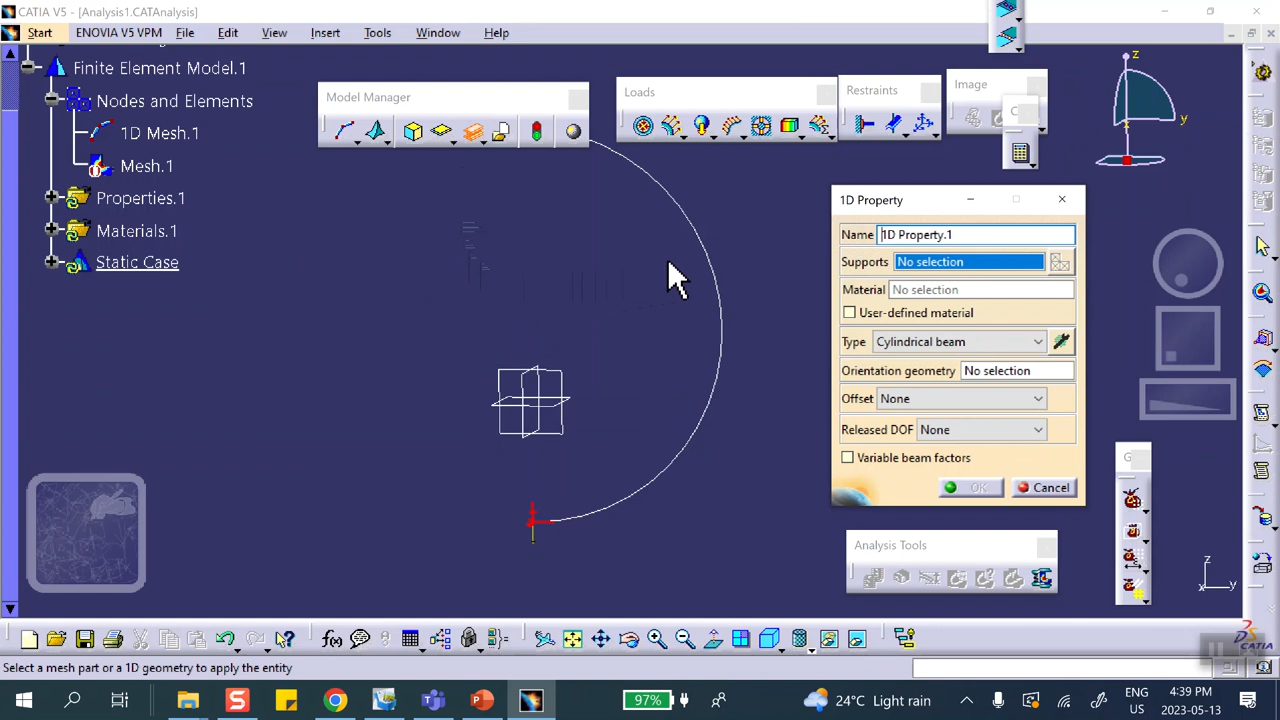 CATIA V5 - [Analysis1.CATAnalysis]
Start ENOVIA V5 VPM File Edit View Insert Tools Window Help
Finite Element Model.1
Nodes and Elements
1D Mesh.1
Mesh.1
Properties.1
Materials.1
Static Case
Model Manager
Loads
Restraints
Image
C
z
y
x
1D Property
Name 1D Property.1
Supports No selection
Material No selection
User-defined material
Type Cylindrical beam
Orientation geometry No selection
Offset None
Released DOF None
Variable beam factors
OK Cancel
G
Analysis Tools
z
x y
f(x)
CATIA
Select a mesh part or a 1D geometry to apply the entity
97%
24°C Light rain
ENG
US
4:39 PM
2023-05-13